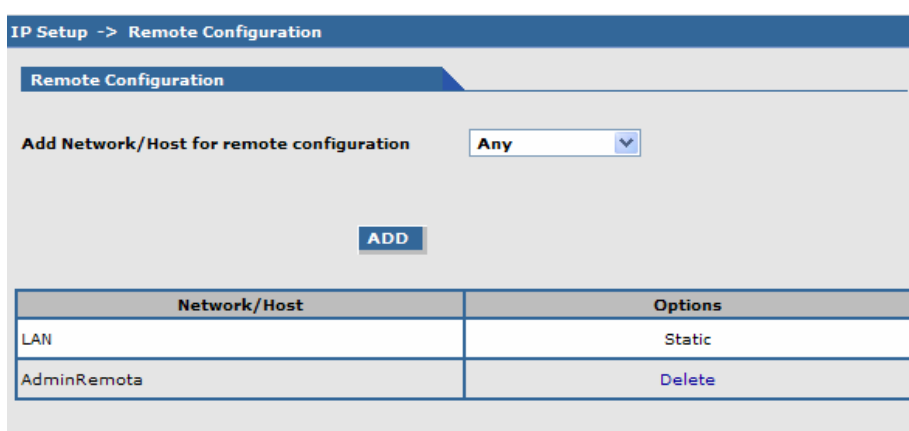 IP Setup -> Remote Configuration
Remote Configuration
Add Network/Host for remote configuration Any
ADD
Network/Host Options
LAN Static
AdminRemota Delete